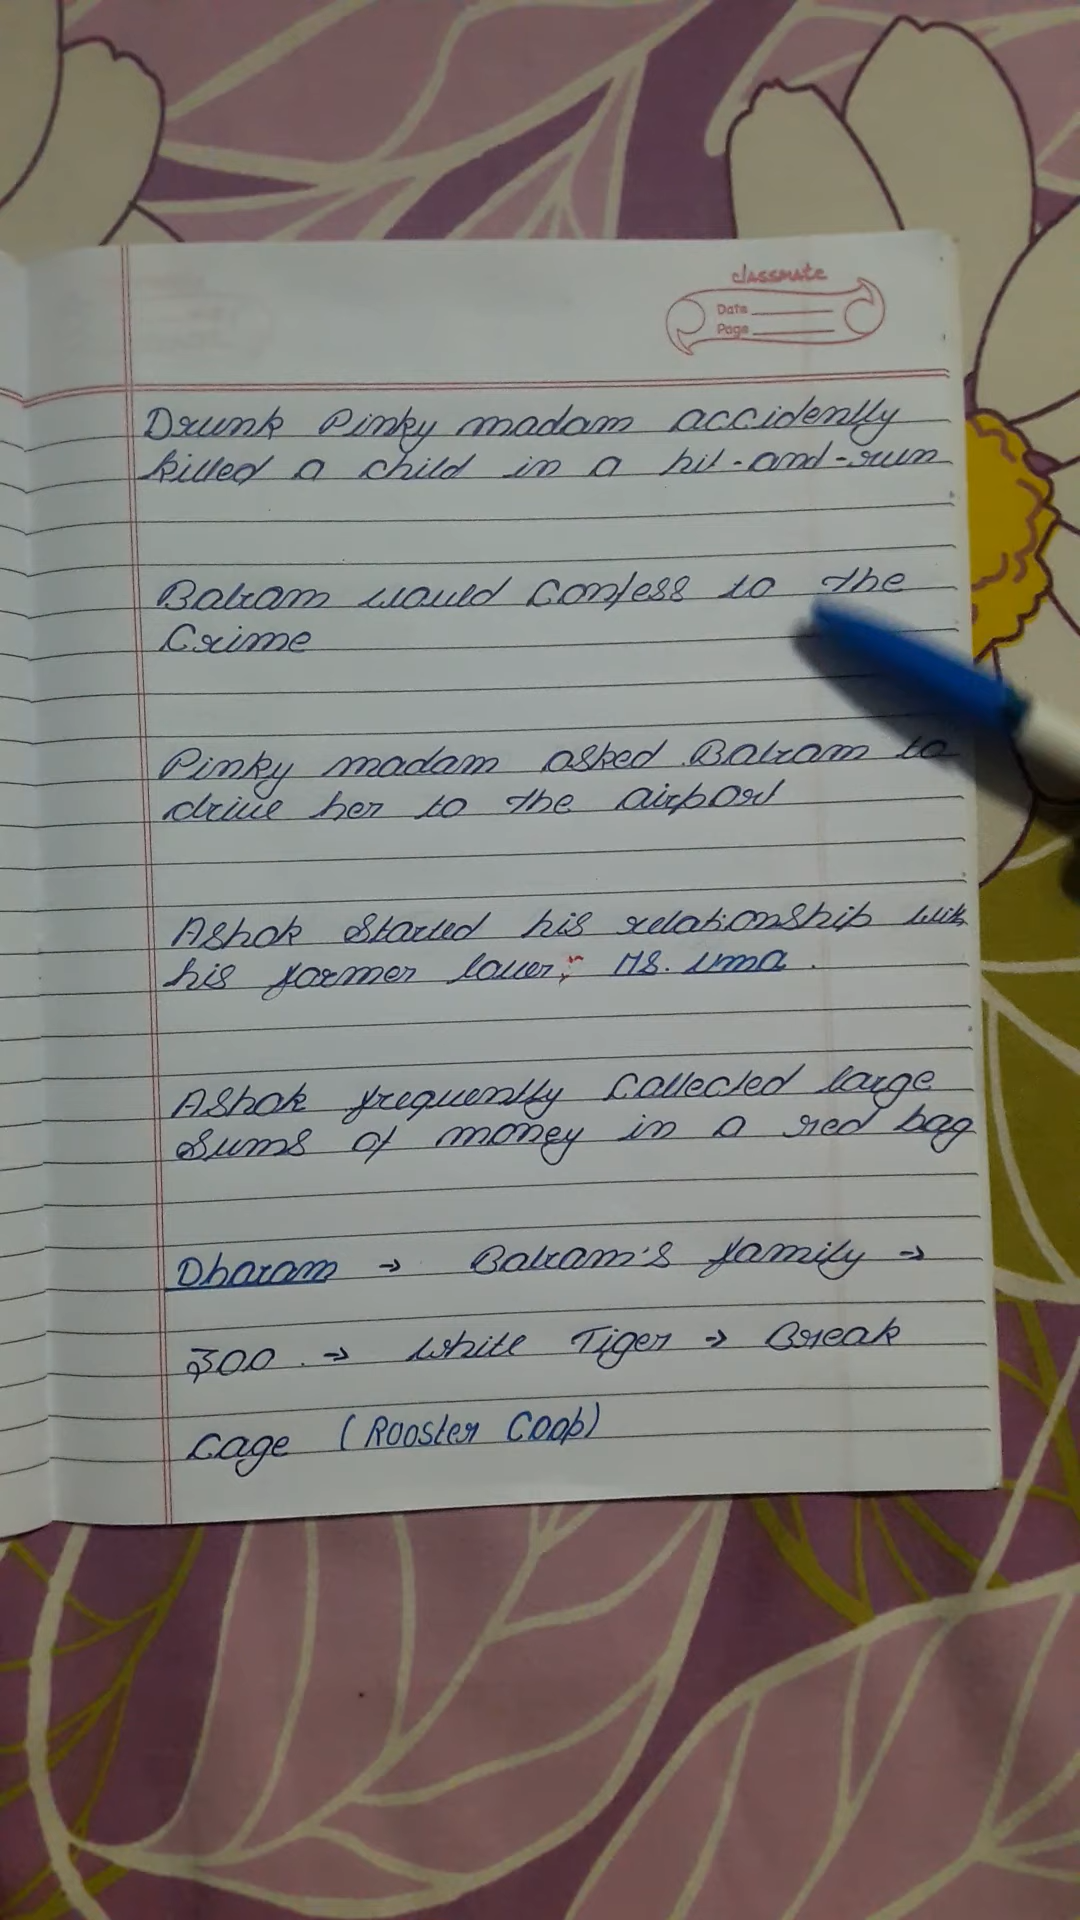 classmate
Date
Page
Drunk Pinky madam accidently
killed a child in a hit-and-run
Balram would confess to the
Crime
Pinky madam asked Balram to
drive her to the airport
Ashok started his relationship with
his former lover, Ms. Uma.
Ashok frequently collected large
sums of money in a red bag
Dharam → Balram's family →
zoo → White Tiger → Break
Cage (Rooster Coop)